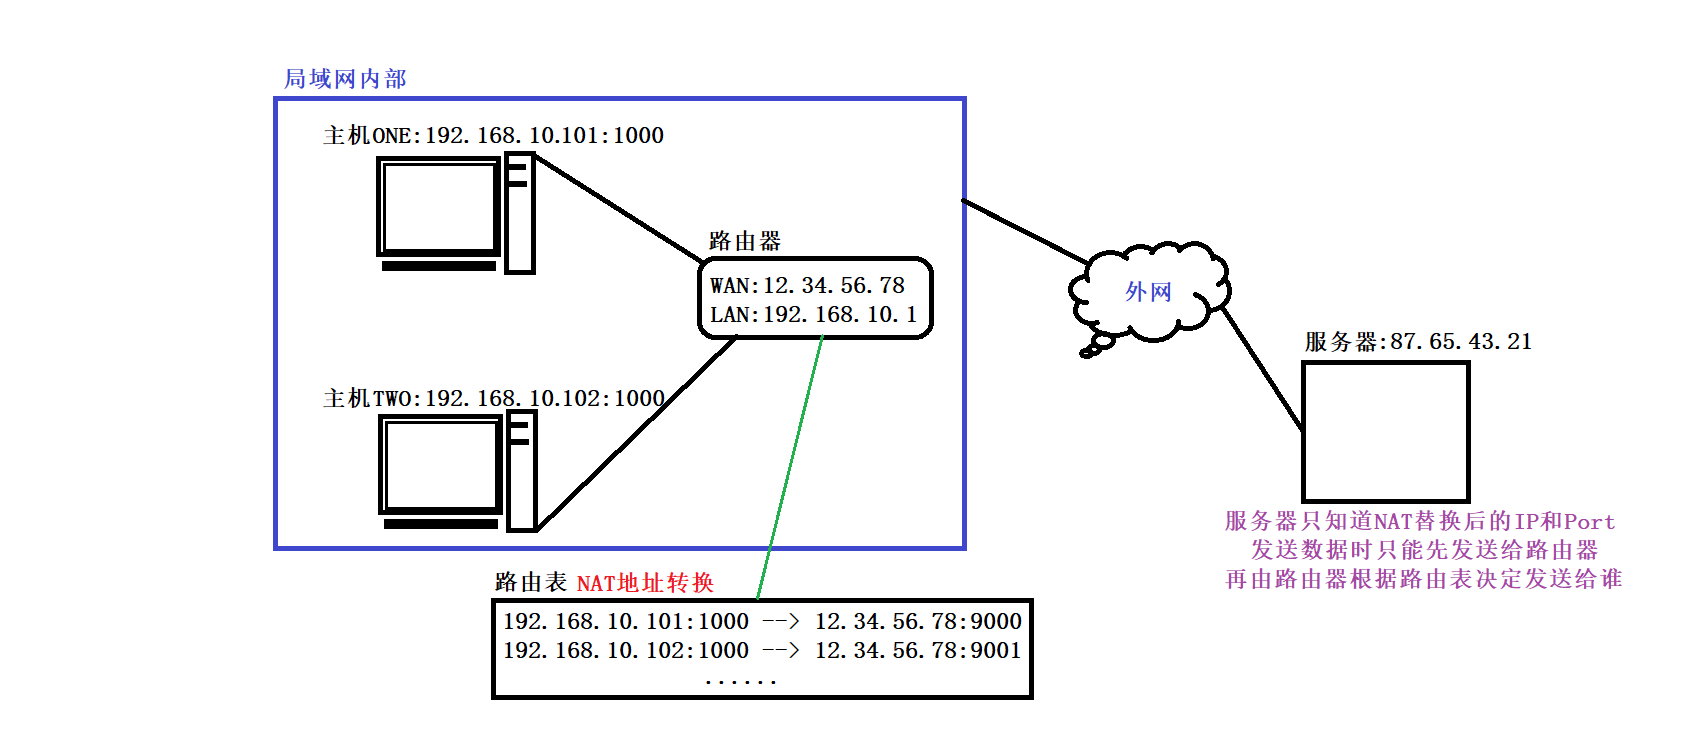 局域网内部
主机ONE:192.168.10.101:1000
路由器
WAN:12.34.56.78
LAN:192.168.10.1
外网
服务器:87.65.43.21
主机TWO:192.168.10.102:1000
服务器只知道NAT替换后的IP和Port
发送数据时只能先发送给路由器
再由路由器根据路由表决定发送给谁
路由表 NAT地址转换
192.168.10.101:1000 --> 12.34.56.78:9000
192.168.10.102:1000 --> 12.34.56.78:9001
......